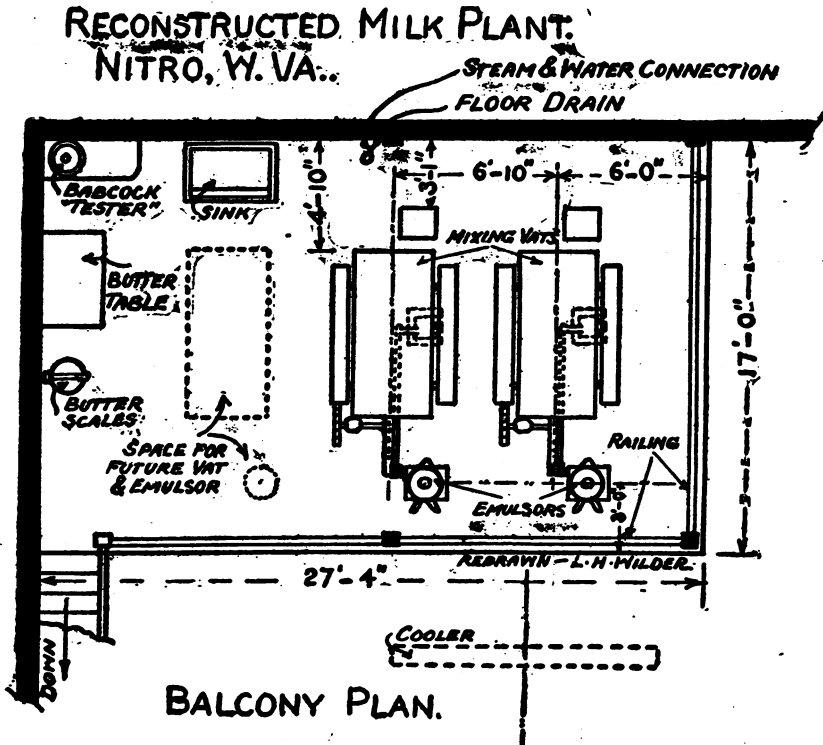 RECONSTRUCTED MILK PLANT.
NITRO, W. VA..
STEAM & WATER CONNECTION
FLOOR DRAIN
BABCOCK
"TESTER"
SINK
4'-10"
3'-1"
6'-10"
6'-0"
MIXING VATS
BUTTER
TABLE
17'-0"
BUTTER
SCALES
SPACE FOR
FUTURE VAT
& EMULSOR
RAILING
EMULSORS
REDRAWN - L.H. WILDER.
27'-4"
COOLER
DOWN
BALCONY PLAN.